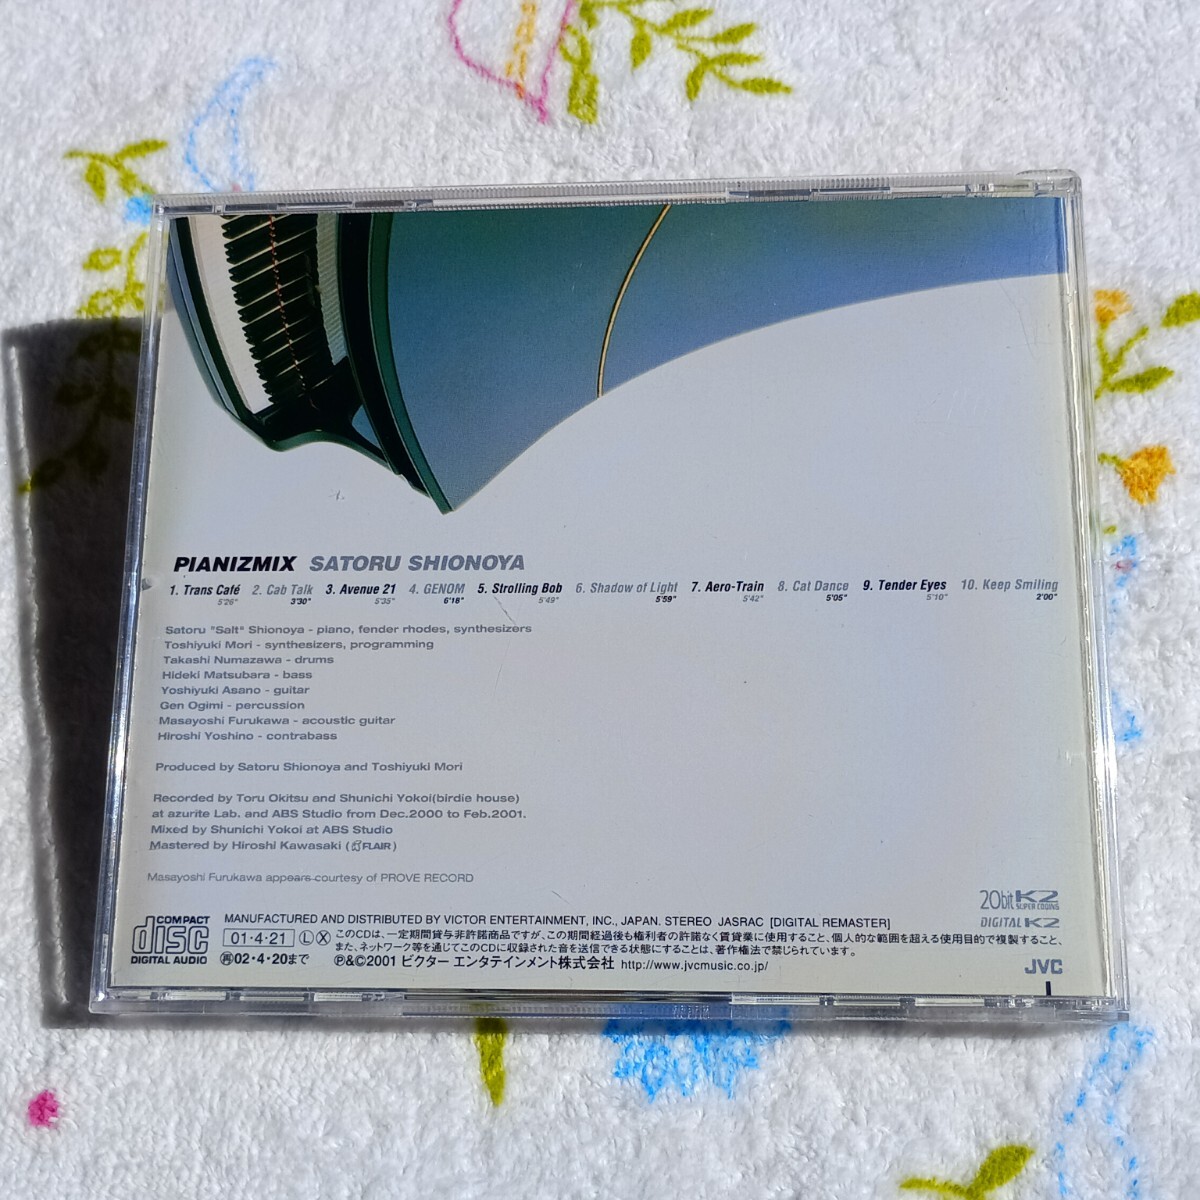 PIANIZMIX SATORU SHIONOYA
1. Trans Café 2. Cab Talk 3. Avenue 21 4. GENOM 5. Strolling Bob 6. Shadow of Light 7. Aero-Train 8. Cat Dance 9. Tender Eyes 10. Keep Smiling
5'26" 3'30" 5'35" 6'18" 5'49" 5'59" 5'42" 5'05" 5'10" 2'00"
Satoru "Salt" Shionoya - piano, fender rhodes, synthesizers
Toshiyuki Mori - synthesizers, programming
Takashi Numazawa - drums
Hideki Matsubara - bass
Yoshiyuki Asano - guitar
Gen Ogimi - percussion
Masayoshi Furukawa - acoustic guitar
Hiroshi Yoshino - contrabass
Produced by Satoru Shionoya and Toshiyuki Mori
Recorded by Toru Okitsu and Shunichi Yokoi(birdie house)
at azurite Lab. and ABS Studio from Dec.2000 to Feb.2001.
Mixed by Shunichi Yokoi at ABS Studio
Mastered by Hiroshi Kawasaki (FLAIR)
Masayoshi Furukawa appears courtesy of PROVE RECORD
20bit K2 SUPER CODING
DIGITAL K2
COMPACT disc DIGITAL AUDIO
MANUFACTURED AND DISTRIBUTED BY VICTOR ENTERTAINMENT, INC., JAPAN. STEREO JASRAC [DIGITAL REMASTER]
01・4・21 Ⓛ Ⓧ このCDは、一定期間貸与非許諾商品ですが、この期間経過後も権利者の許諾なく賃貸業に使用すること、個人的な範囲を超える使用目的で複製すること、
また、ネットワーク等を通じてこのCDに収録された音を送信できる状態にすることは、著作権法で禁じられています。
㊢02・4・20まで ℗&©2001 ビクター エンタテインメント株式会社 http://www.jvcmusic.co.jp/
JVC